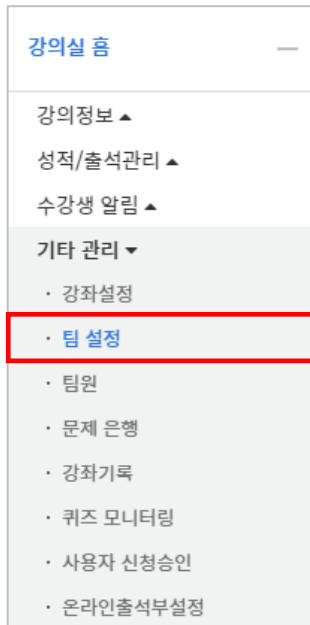 강의실 홈
강의정보 ▲
성적/출석관리 ▲
수강생 알림 ▲
기타 관리 ▼
· 강좌설정
· 팀 설정
· 팀원
· 문제 은행
· 강좌기록
· 퀴즈 모니터링
· 사용자 신청승인
· 온라인출석부설정